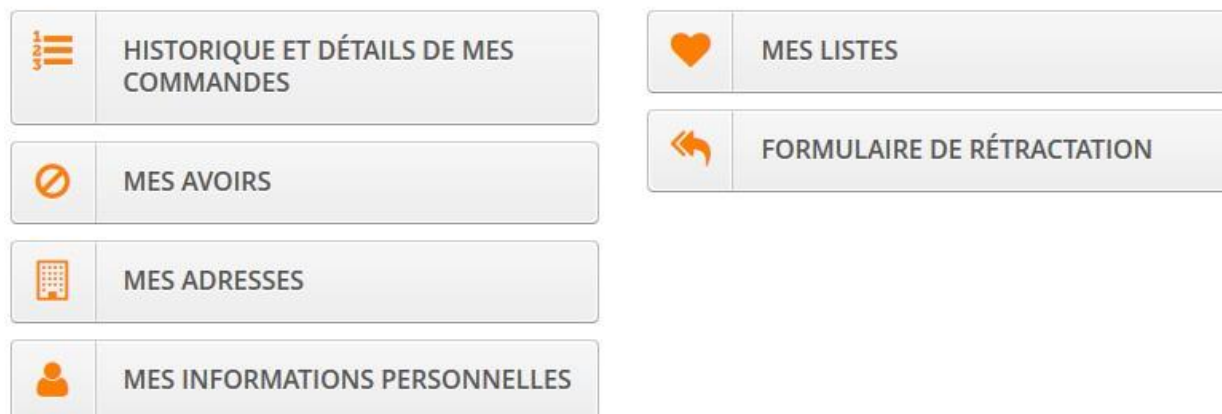 HISTORIQUE ET DÉTAILS DE MES
COMMANDES
MES AVOIRS
MES ADRESSES
MES INFORMATIONS PERSONNELLES
MES LISTES
FORMULAIRE DE RÉTRACTATION